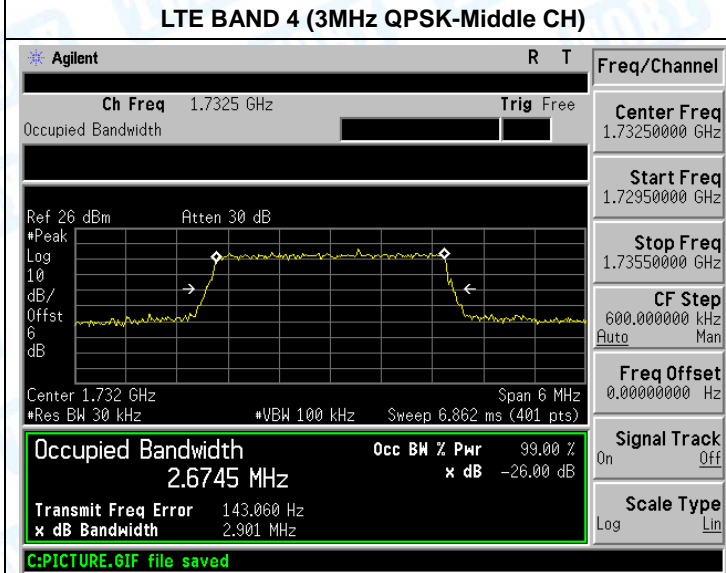 LTE BAND 4 (3MHz QPSK-Middle CH)
Agilent R T
Ch Freq 1.7325 GHz Trig Free
Occupied Bandwidth
Ref 26 dBm Atten 30 dB
#Peak
Log
10
dB/
Offst
6
dB
Center 1.732 GHz Span 6 MHz
#Res BW 30 kHz #VBW 100 kHz Sweep 6.862 ms (401 pts)
Occupied Bandwidth Occ BW % Pwr 99.00 %
2.6745 MHz x dB -26.00 dB
Transmit Freq Error 143.060 Hz
x dB Bandwidth 2.901 MHz
C:PICTURE.GIF file saved
Freq/Channel
Center Freq
1.73250000 GHz
Start Freq
1.72950000 GHz
Stop Freq
1.73550000 GHz
CF Step
600.000000 kHz
Auto Man
Freq Offset
0.00000000 Hz
Signal Track
On Off
Scale Type
Log Lin